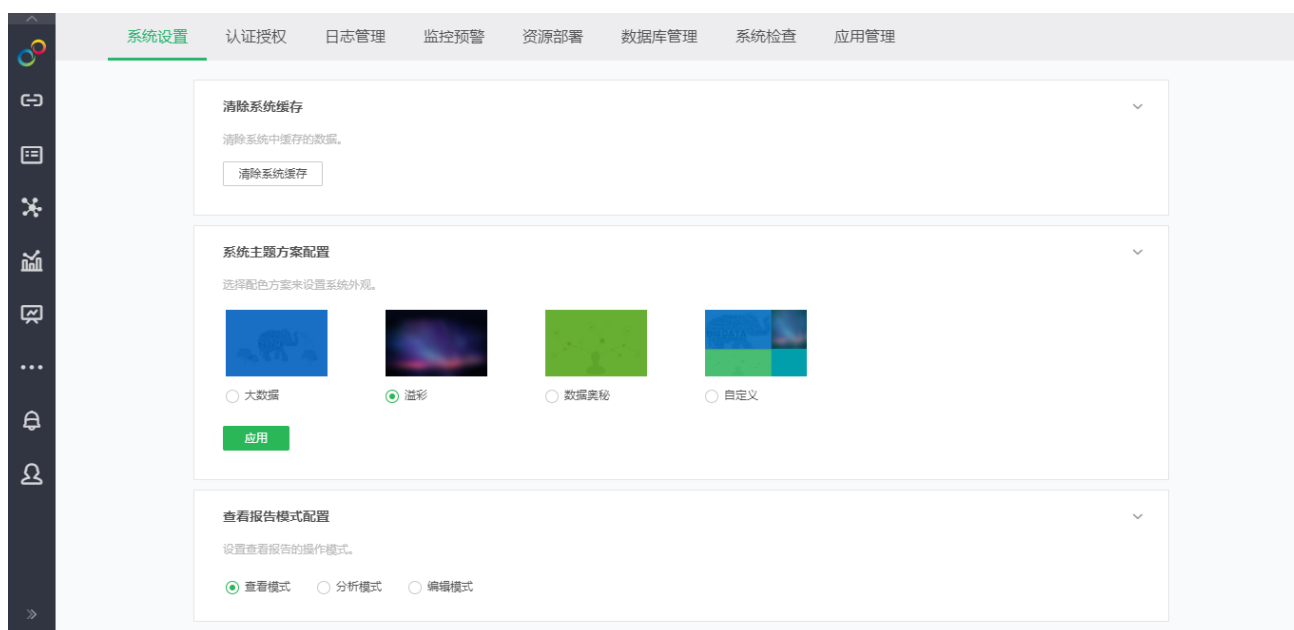 系统设置 认证授权 日志管理 监控预警 资源部署 数据库管理 系统检查 应用管理
清除系统缓存
清除系统中缓存的数据。
清除系统缓存
系统主题方案配置
选择配色方案来设置系统外观。
大数据 溢彩 数据奥秘 自定义
应用
查看报告模式配置
设置查看报告的操作模式。
查看模式 分析模式 编辑模式